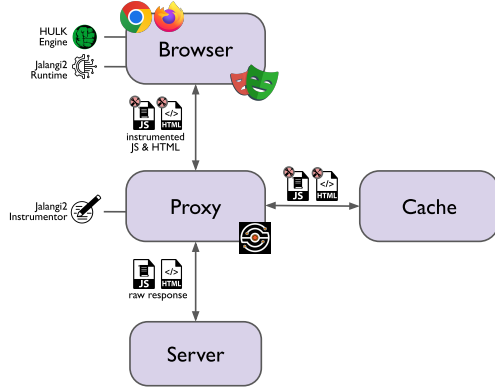 HULK
Engine
Browser
Jalangi2
Runtime
JS
HTML
instrumented
JS & HTML
Jalangi2
Instrumentor
Proxy
JS
HTML
Cache
JS
HTML
raw response
Server